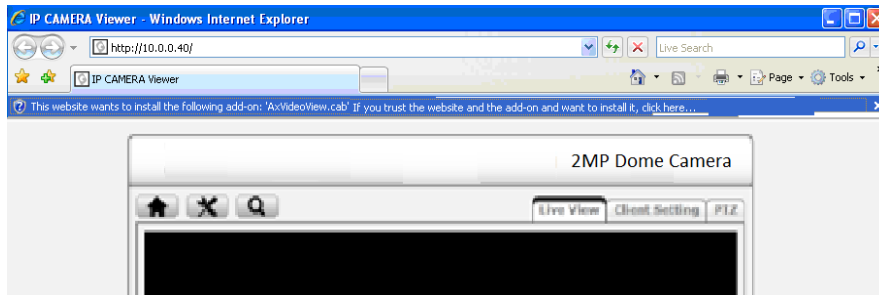 IP CAMERA Viewer - Windows Internet Explorer
http://10.0.0.40/
Live Search
IP CAMERA Viewer
Page
Tools
This website wants to install the following add-on: 'AxVideoView.cab' If you trust the website and the add-on and want to install it, click here...
2MP Dome Camera
Live View Client Setting PTZ